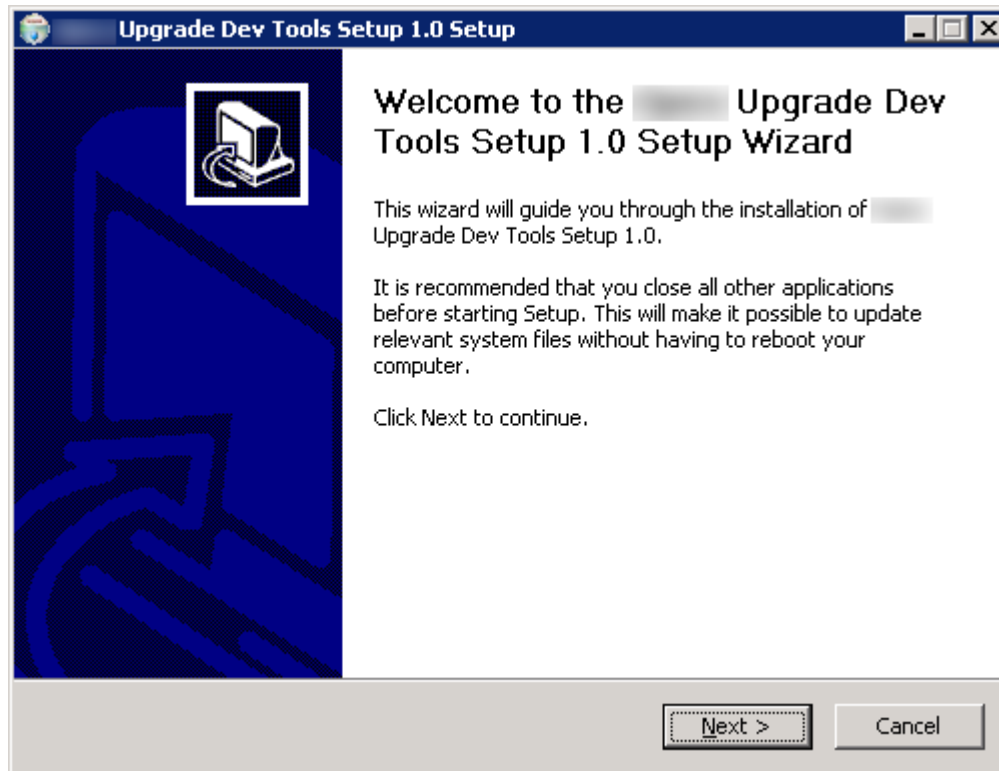 Upgrade Dev Tools Setup 1.0 Setup
Welcome to the Upgrade Dev
Tools Setup 1.0 Setup Wizard
This wizard will guide you through the installation of
Upgrade Dev Tools Setup 1.0.
It is recommended that you close all other applications
before starting Setup. This will make it possible to update
relevant system files without having to reboot your
computer.
Click Next to continue.
Next >
Cancel